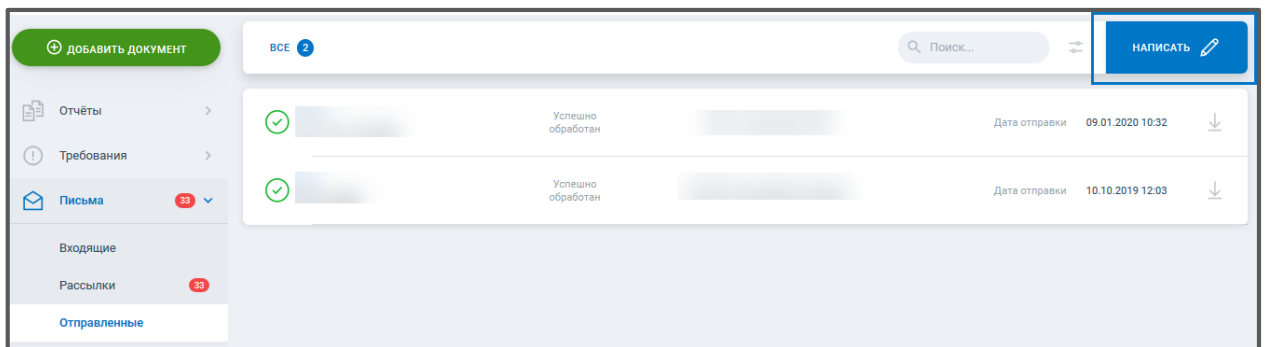 ДОБАВИТЬ ДОКУМЕНТ
ВСЕ 2
Поиск...
НАПИСАТЬ
Отчёты
Требования
Письма 33
Входящие
Рассылки 33
Отправленные
Успешно
обработан
Дата отправки 09.01.2020 10:32
Успешно
обработан
Дата отправки 10.10.2019 12:03